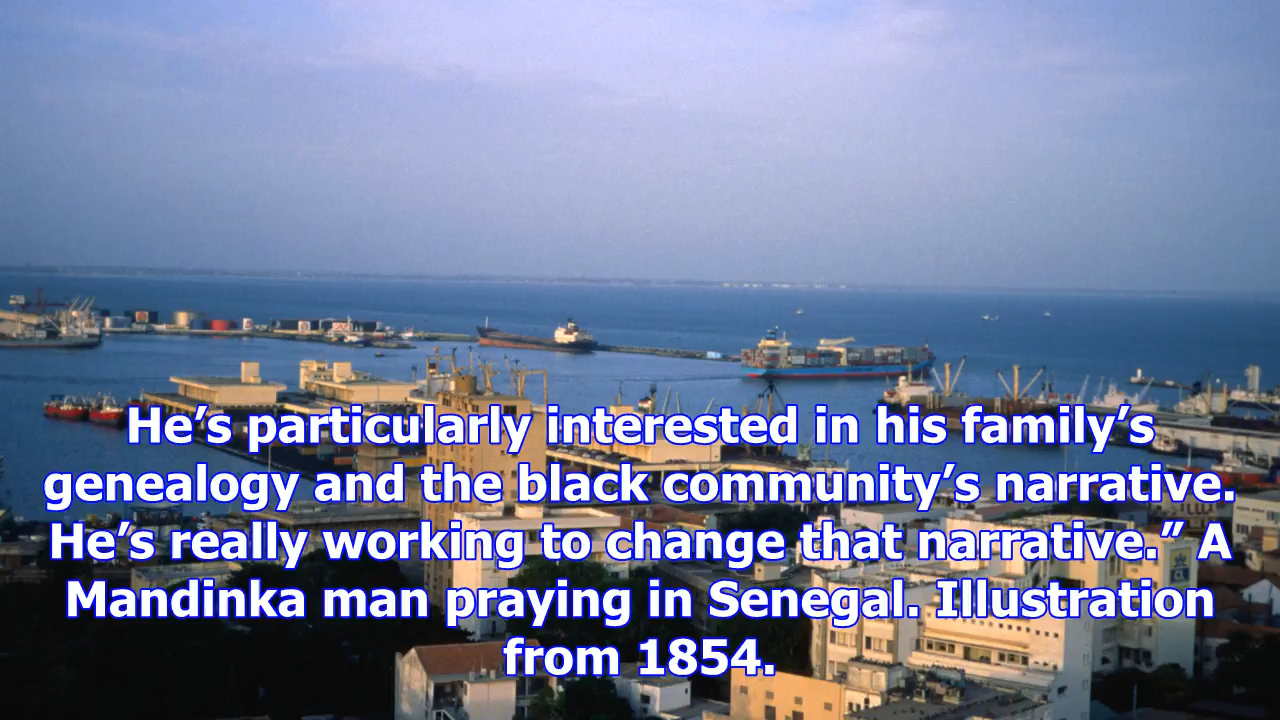 He’s particularly interested in his family’s
genealogy and the black community’s narrative.
He’s really working to change that narrative.” A
Mandinka man praying in Senegal. Illustration
from 1854.